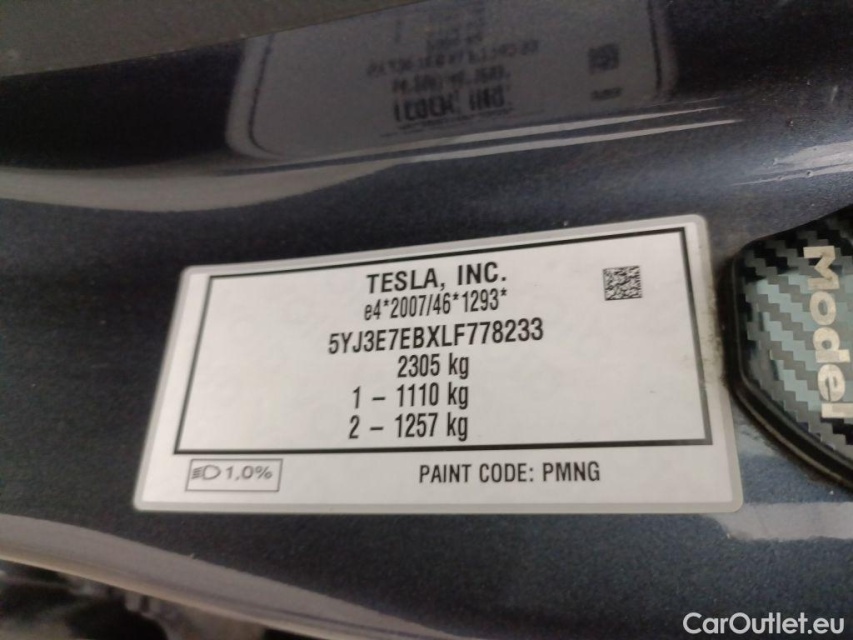 TESLA, INC.
e4*2007/46*1293*
5YJ3E7EBXLF778233
2305 kg
1 – 1110 kg
2 – 1257 kg
1,0%
PAINT CODE: PMNG
Model
CarOutlet.eu